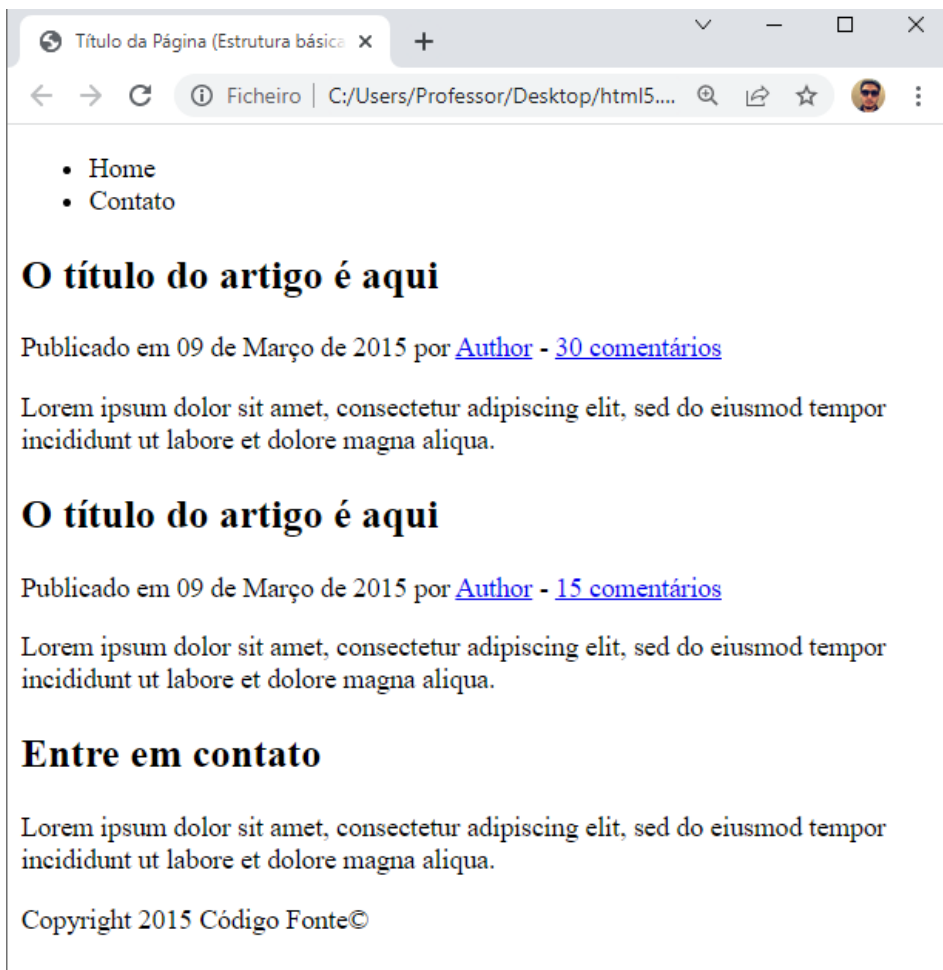 Título da Página (Estrutura básica
Ficheiro | C:/Users/Professor/Desktop/html5....
• Home
• Contato
O título do artigo é aqui
Publicado em 09 de Março de 2015 por Author - 30 comentários
Lorem ipsum dolor sit amet, consectetur adipiscing elit, sed do eiusmod tempor
incididunt ut labore et dolore magna aliqua.
O título do artigo é aqui
Publicado em 09 de Março de 2015 por Author - 15 comentários
Lorem ipsum dolor sit amet, consectetur adipiscing elit, sed do eiusmod tempor
incididunt ut labore et dolore magna aliqua.
Entre em contato
Lorem ipsum dolor sit amet, consectetur adipiscing elit, sed do eiusmod tempor
incididunt ut labore et dolore magna aliqua.
Copyright 2015 Código Fonte©